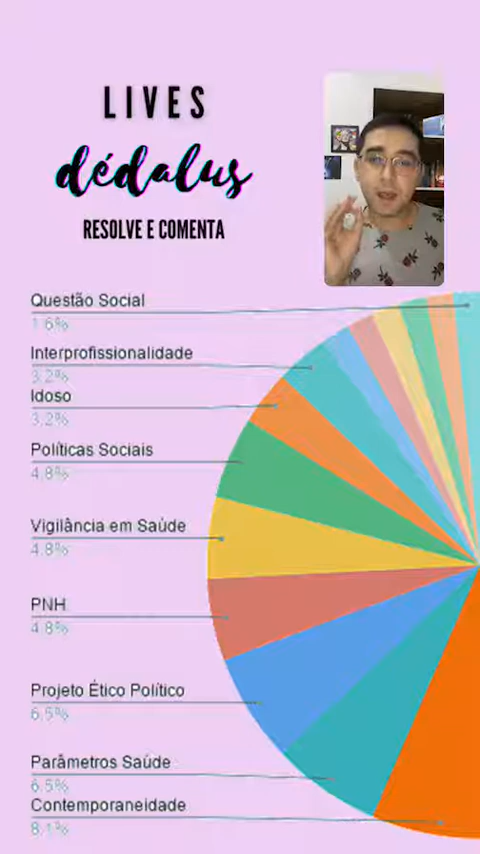 LIVES
dédalus
RESOLVE E COMENTA
Questão Social
1.6%
Interprofissionalidade
3.2%
Idoso
3.2%
Políticas Sociais
4.8%
Vigilância em Saúde
4.8%
PNH
4.8%
Projeto Ético Político
6.5%
Parâmetros Saúde
6.5%
Contemporaneidade
8.1%